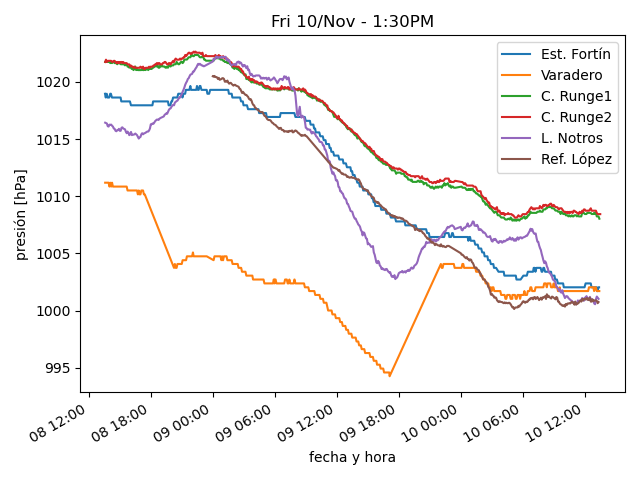 Fri 10/Nov - 1:30PM
Est. Fortín
Varadero
C. Runge1
C. Runge2
L. Notros
Ref. López
presión [hPa]
1020
1015
1010
1005
1000
995
08 12:00
08 18:00
09 00:00
09 06:00
09 12:00
09 18:00
10 00:00
10 06:00
10 12:00
fecha y hora